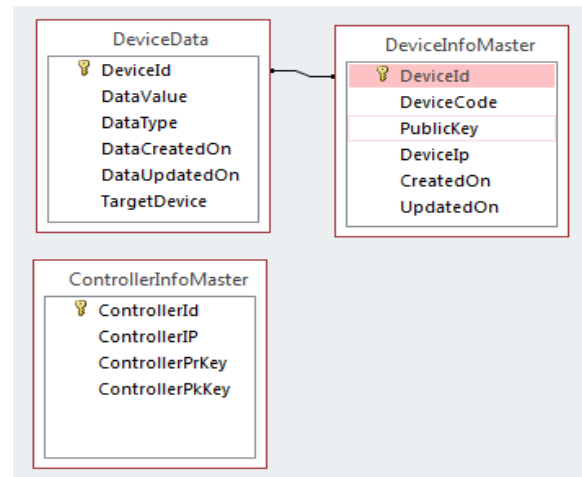 DeviceData
DeviceId
DataValue
DataType
DataCreatedOn
DataUpdatedOn
TargetDevice
DeviceInfoMaster
DeviceId
DeviceCode
PublicKey
DeviceIp
CreatedOn
UpdatedOn
ControllerInfoMaster
ControllerId
ControllerIP
ControllerPrKey
ControllerPkKey